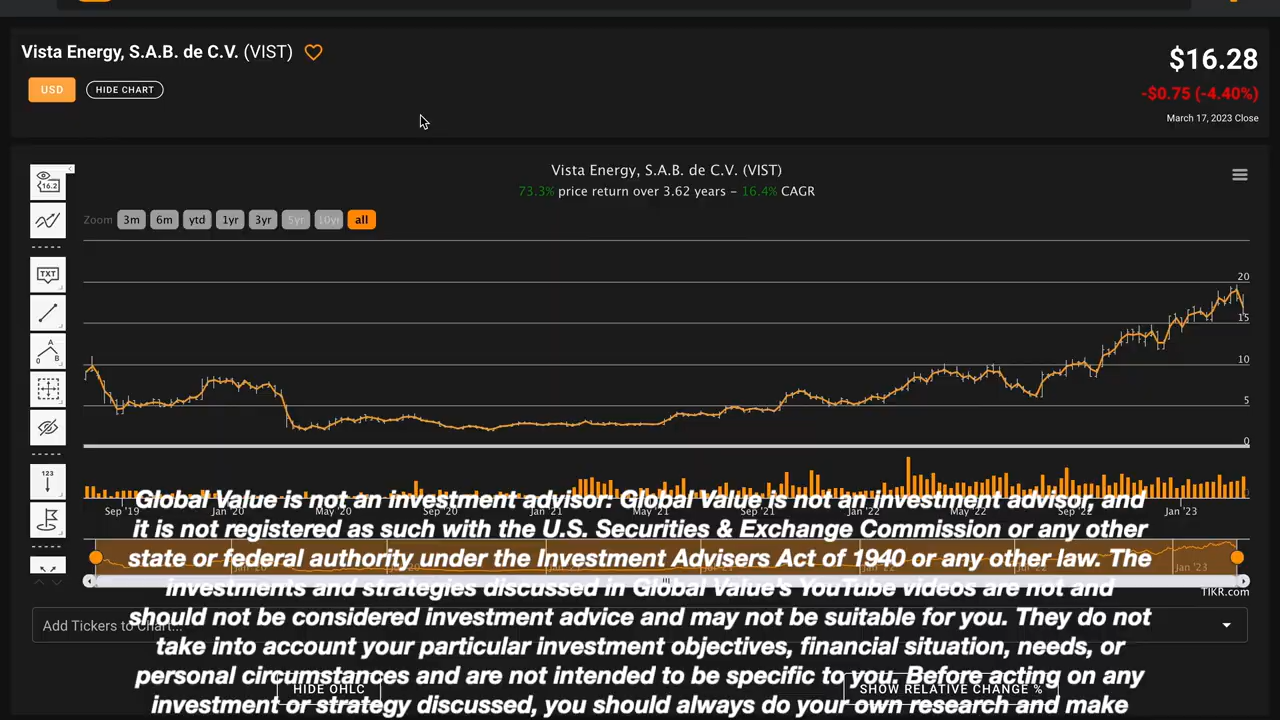 Vista Energy, S.A.B. de C.V. (VIST)
$16.28
USD
HIDE CHART
-$0.75 (-4.40%)
March 17, 2023 Close
Vista Energy, S.A.B. de C.V. (VIST)
73.3% price return over 3.62 years – 16.4% CAGR
16.2
Zoom 3m 6m ytd 1yr 3yr 5yr 10yr all
TXT
A
0 B
123
20
15
10
5
0
Sep '19 Jan '20 May '20 Sep '20 Jan '21 May '21 Sep '21 Jan '22 May '22 Sep '22 Jan '23
Jan '23
TIKR.com
Add Tickers to Chart...
HIDE OHLC
SHOW RELATIVE CHANGE %
Global Value is not an investment advisor: Global Value is not an investment advisor, and
it is not registered as such with the U.S. Securities & Exchange Commission or any other
state or federal authority under the Investment Advisers Act of 1940 or any other law. The
investments and strategies discussed in Global Value's YouTube videos are not and
should not be considered investment advice and may not be suitable for you. They do not
take into account your particular investment objectives, financial situation, needs, or
personal circumstances and are not intended to be specific to you. Before acting on any
investment or strategy discussed, you should always do your own research and make